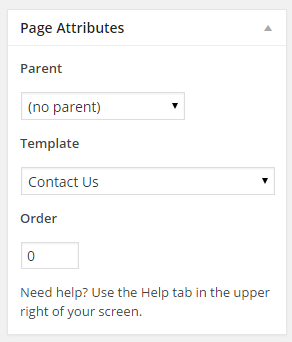 Page Attributes
Parent
(no parent)
Template
Contact Us
Order
0
Need help? Use the Help tab in the upper
right of your screen.